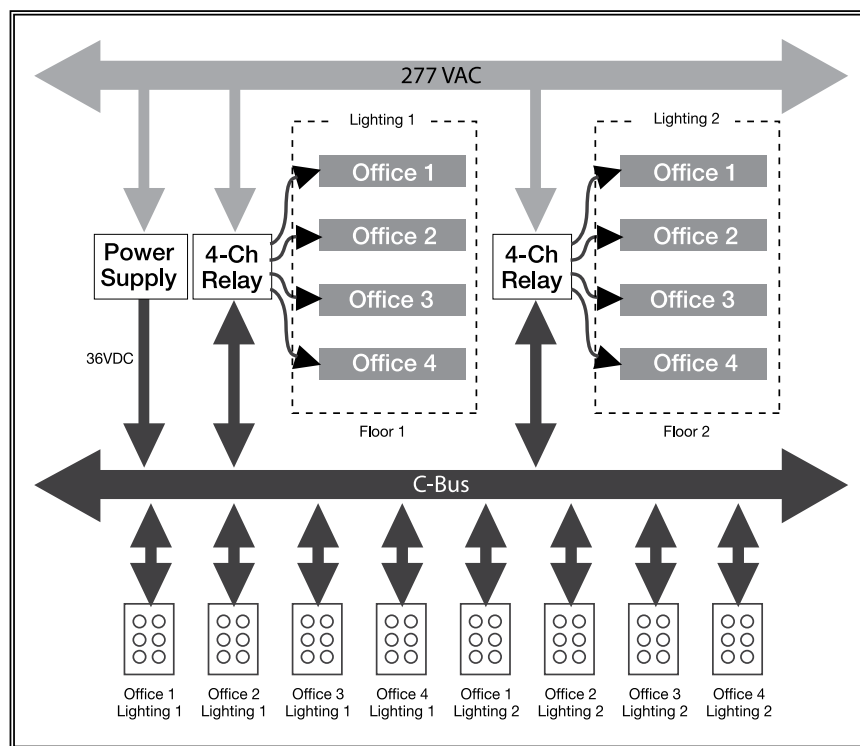 277 VAC
Lighting 1
Office 1
Office 2
Office 3
Office 4
Floor 1
Lighting 2
Office 1
Office 2
Office 3
Office 4
Floor 2
Power
Supply
4-Ch
Relay
4-Ch
Relay
36VDC
C-Bus
Office 1
Lighting 1
Office 2
Lighting 1
Office 3
Lighting 1
Office 4
Lighting 1
Office 1
Lighting 2
Office 2
Lighting 2
Office 3
Lighting 2
Office 4
Lighting 2